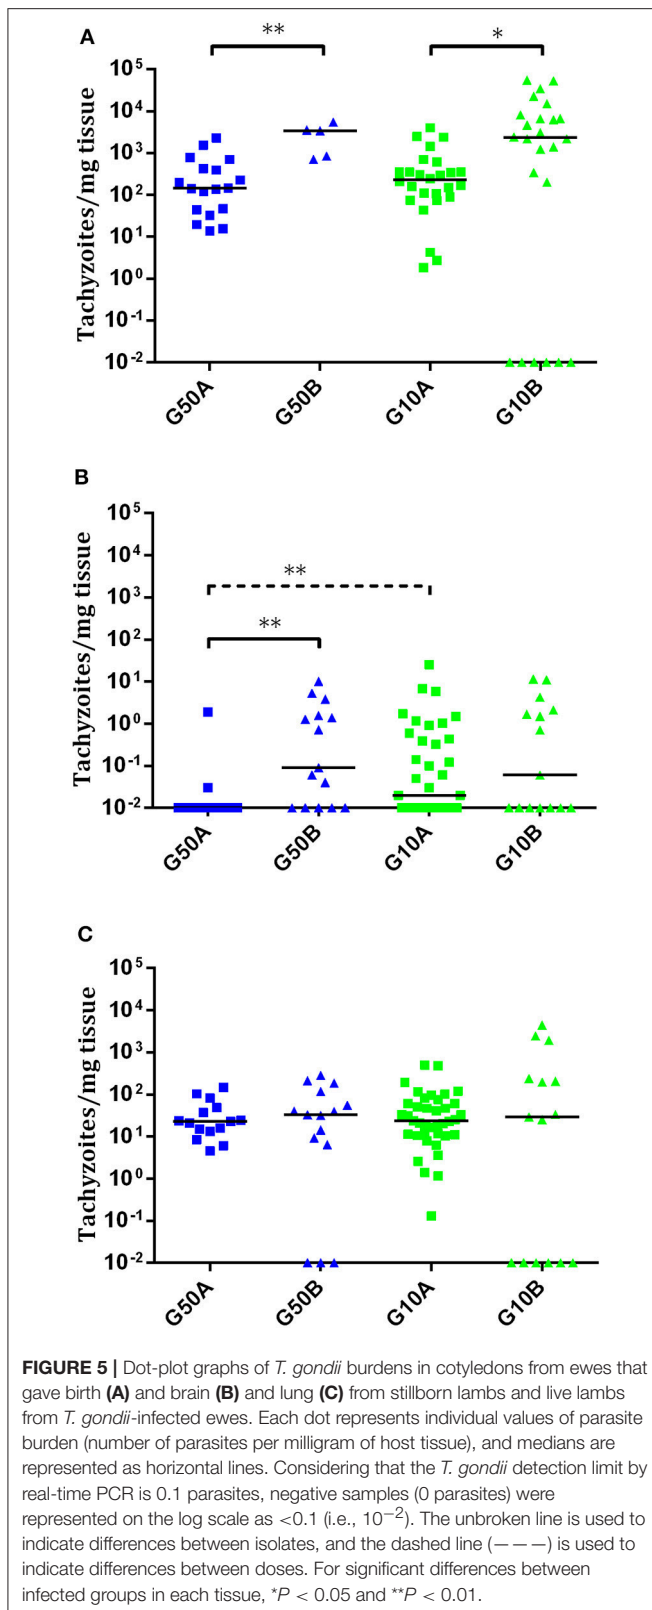 A
**
*
10^5
10^4
10^3
10^2
10^1
10^0
10^-1
10^-2
Tachyzoites/mg tissue
G50A
G50B
G10A
G10B
B
10^5
10^4
10^3
10^2
10^1
10^0
10^-1
10^-2
Tachyzoites/mg tissue
**
**
G50A
G50B
G10A
G10B
C
10^5
10^4
10^3
10^2
10^1
10^0
10^-1
10^-2
Tachyzoites/mg tissue
G50A
G50B
G10A
G10B
FIGURE 5 | Dot-plot graphs of T. gondii burdens in cotyledons from ewes that
gave birth (A) and brain (B) and lung (C) from stillborn lambs and live lambs
from T. gondii-infected ewes. Each dot represents individual values of parasite
burden (number of parasites per milligram of host tissue), and medians are
represented as horizontal lines. Considering that the T. gondii detection limit by
real-time PCR is 0.1 parasites, negative samples (0 parasites) were
represented on the log scale as <0.1 (i.e., 10^-2). The unbroken line is used to
indicate differences between isolates, and the dashed line (———) is used to
indicate differences between doses. For significant differences between
infected groups in each tissue, *P < 0.05 and **P < 0.01.